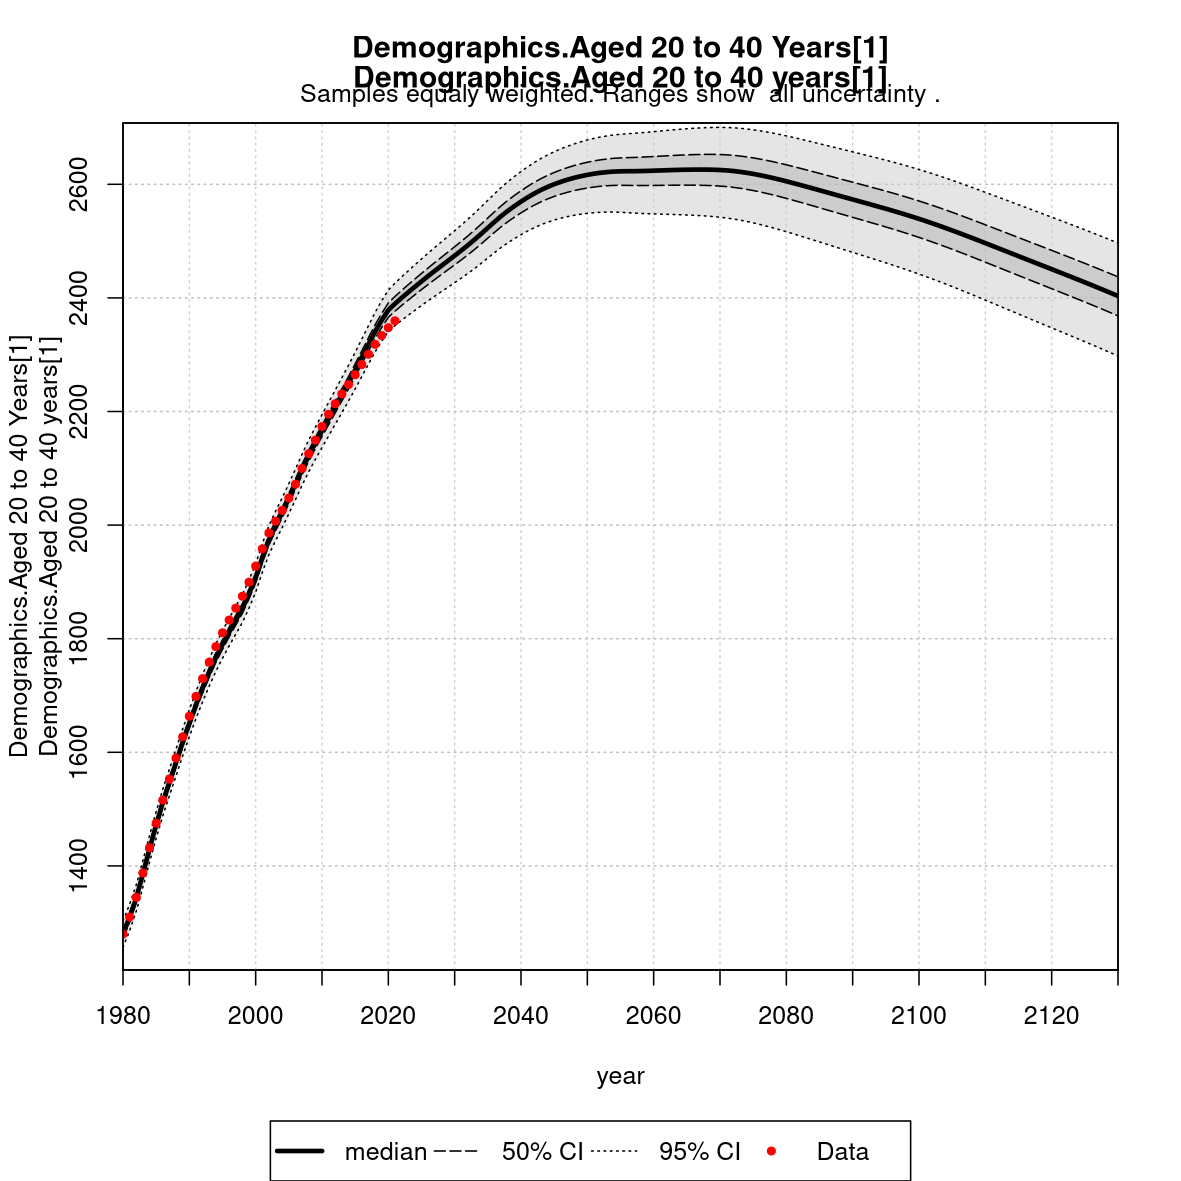 Demographics.Aged 20 to 40 Years[1]
Demographics.Aged 20 to 40 years[1]
Samples equaly weighted. Ranges show  all uncertainty .
Demographics.Aged 20 to 40 Years[1]
Demographics.Aged 20 to 40 years[1]
2600
2400
2200
2000
1800
1600
1400
1980 2000 2020 2040 2060 2080 2100 2120
year
median 50% CI 95% CI Data